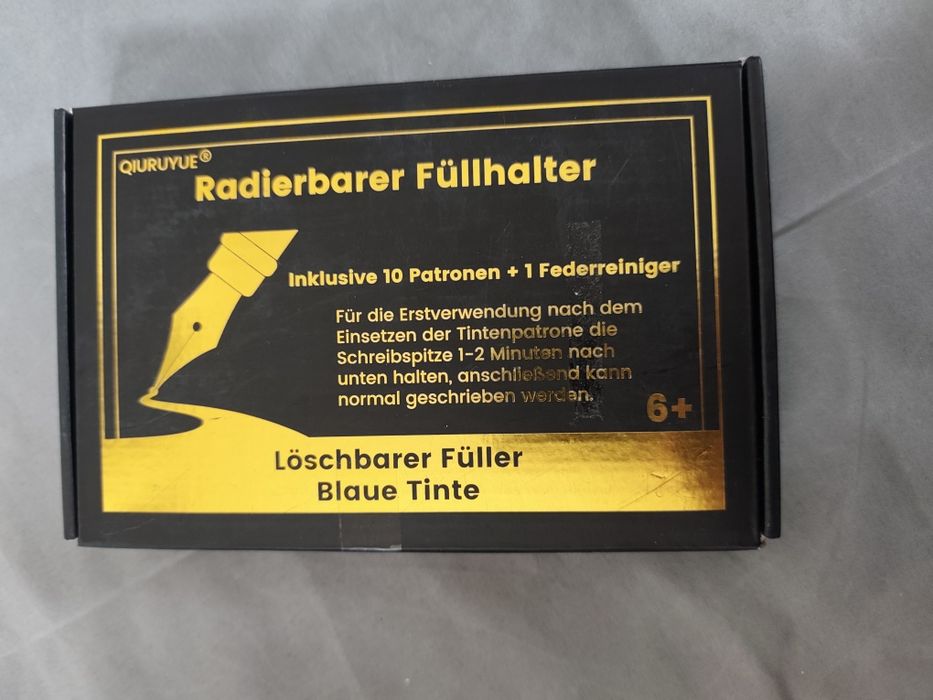 QIURUYUE®
Radierbarer Füllhalter
Inklusive 10 Patronen + 1 Federreiniger
Für die Erstverwendung nach dem
Einsetzen der Tintenpatrone die
Schreibspitze 1-2 Minuten nach
unten halten, anschließend kann
normal geschrieben werden.
6+
Löschbarer Füller
Blaue Tinte